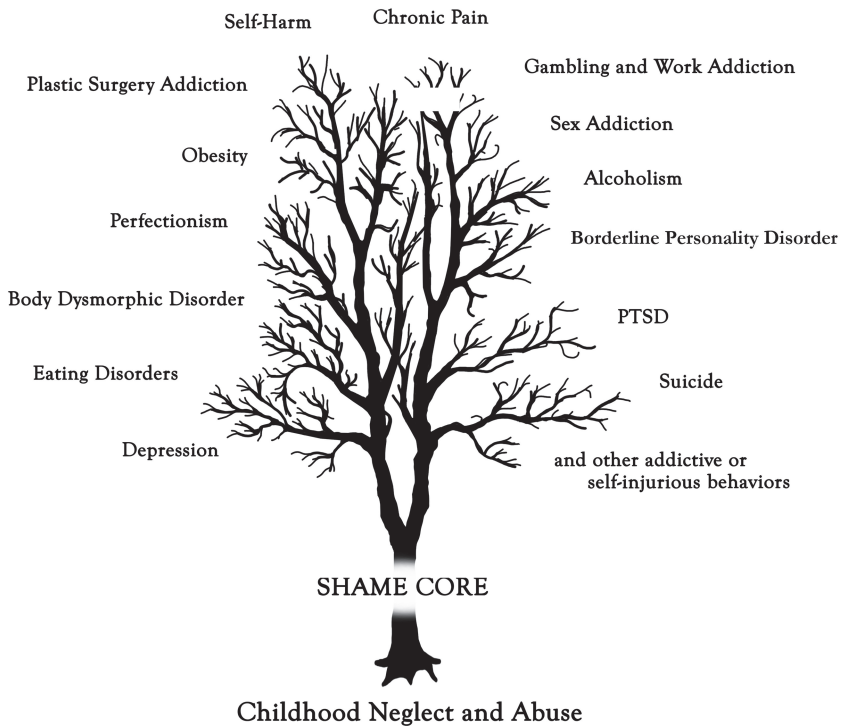 Self-Harm
Chronic Pain
Plastic Surgery Addiction
Gambling and Work Addiction
Sex Addiction
Obesity
Alcoholism
Perfectionism
Borderline Personality Disorder
Body Dysmorphic Disorder
PTSD
Eating Disorders
Suicide
Depression
and other addictive or
self-injurious behaviors
SHAME CORE
Childhood Neglect and Abuse